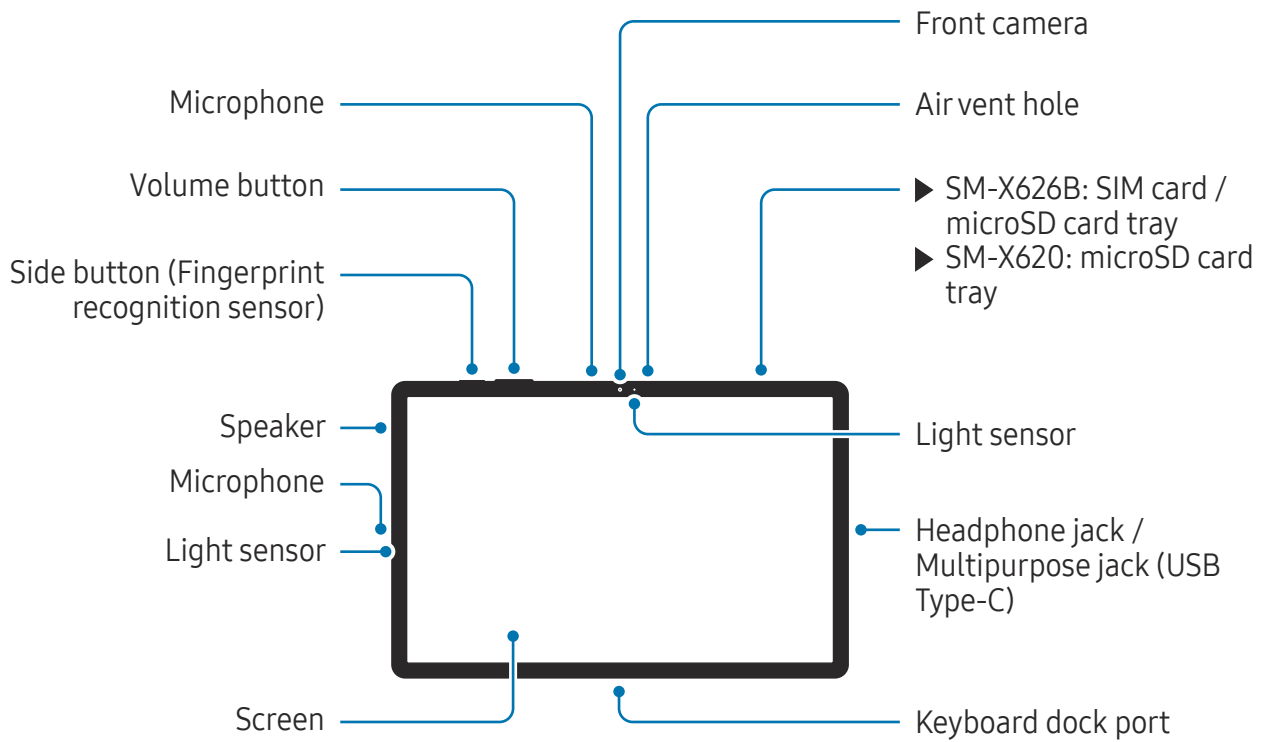 Front camera
Microphone
Air vent hole
Volume button
▶ SM-X626B: SIM card /
microSD card tray
▶ SM-X620: microSD card
tray
Side button (Fingerprint
recognition sensor)
Speaker
Light sensor
Microphone
Light sensor
Headphone jack /
Multipurpose jack (USB
Type-C)
Screen
Keyboard dock port